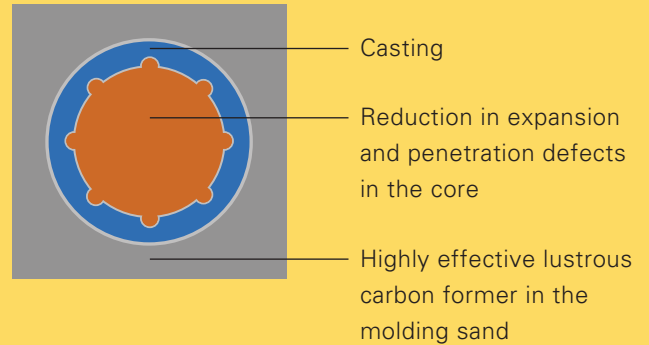 Casting
Reduction in expansion
and penetration defects
in the core
Highly effective lustrous
carbon former in the
molding sand